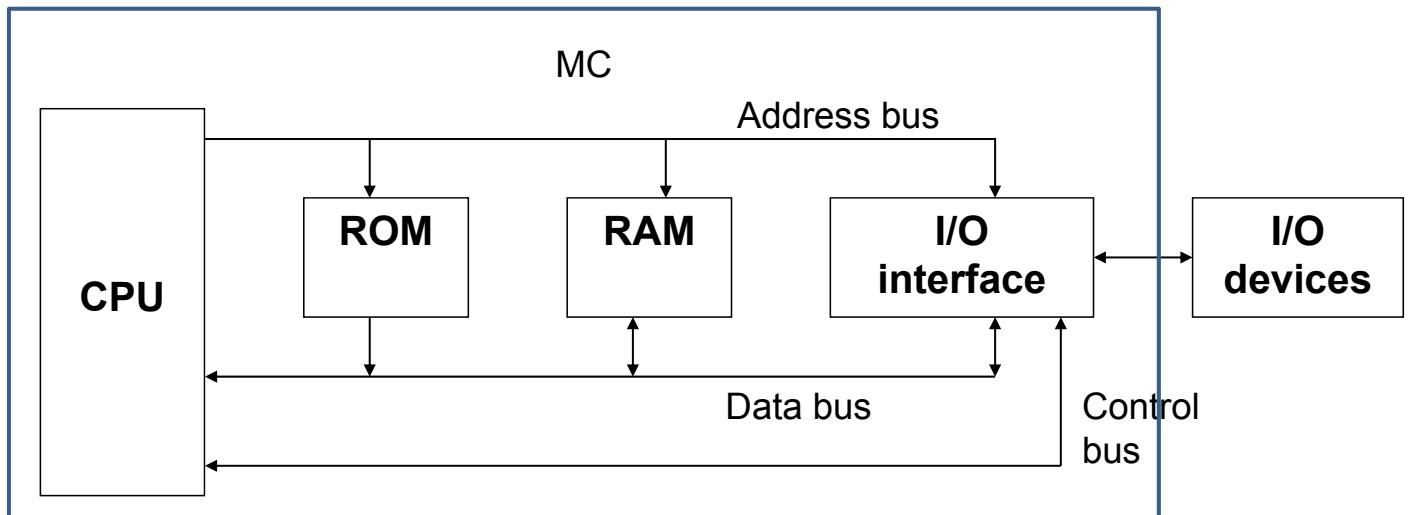 MC
Address bus
ROM
RAM
I/O
interface
I/O
devices
CPU
Data bus
Control
bus